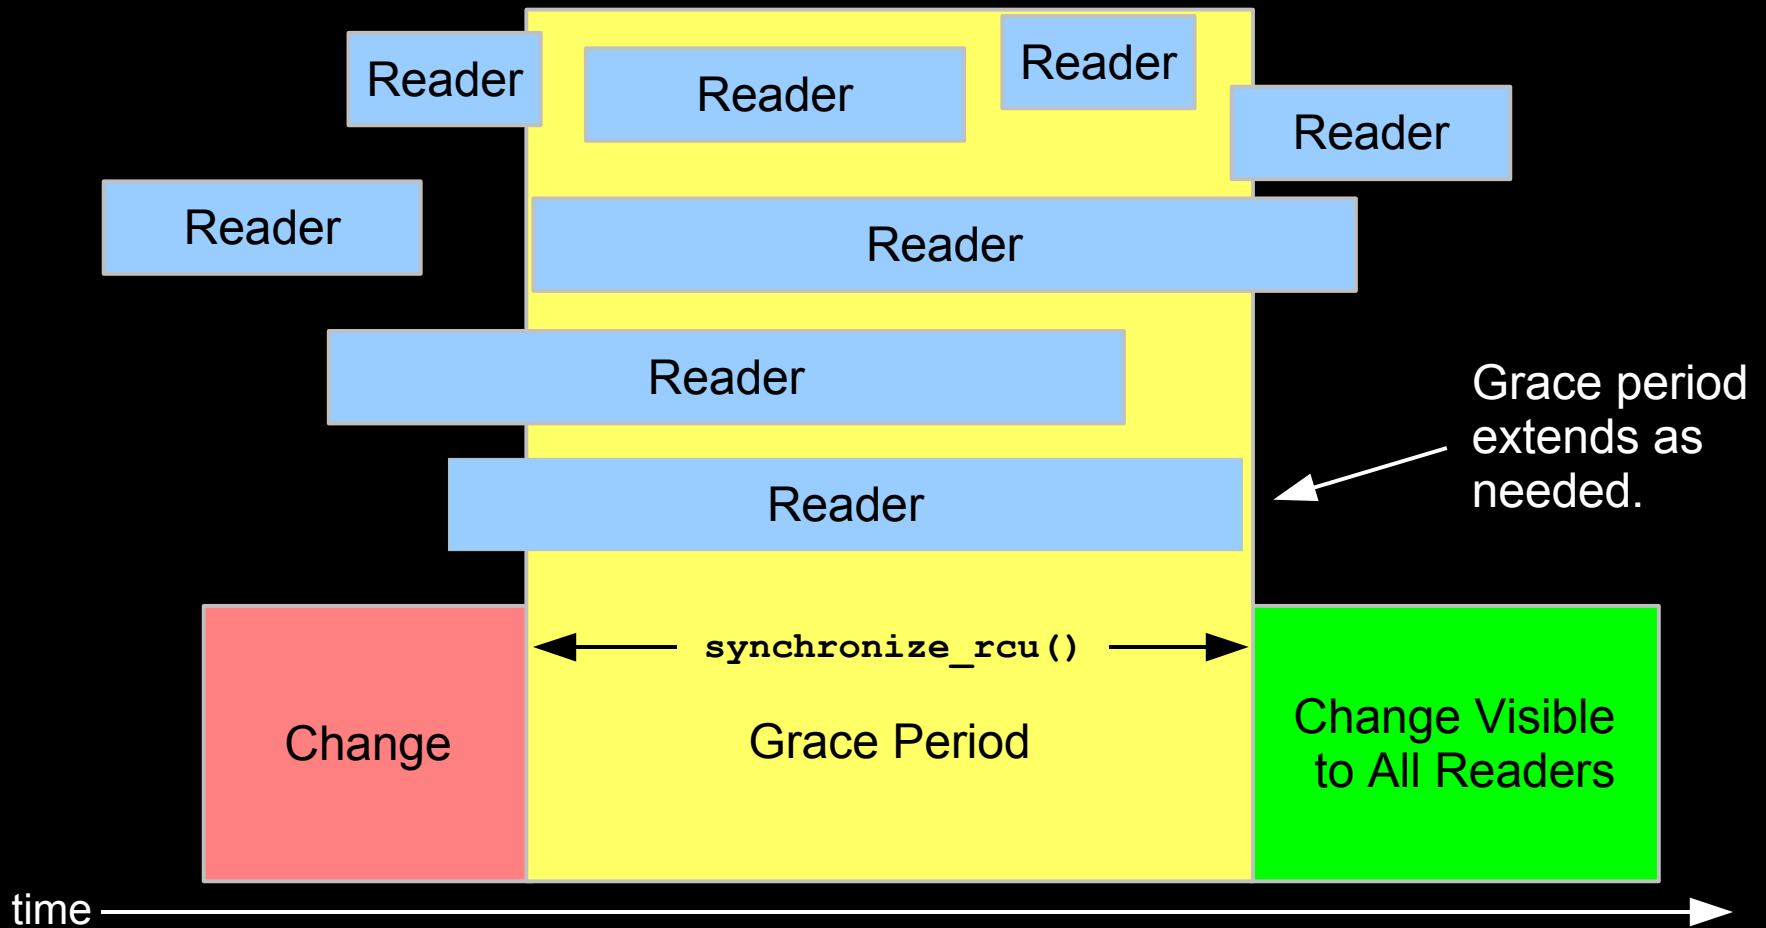 Reader
Reader
Reader
Reader
Reader
Reader
Reader
Reader
Grace period
extends as
needed.
synchronize_rcu()
Change
Grace Period
Change Visible
to All Readers
time